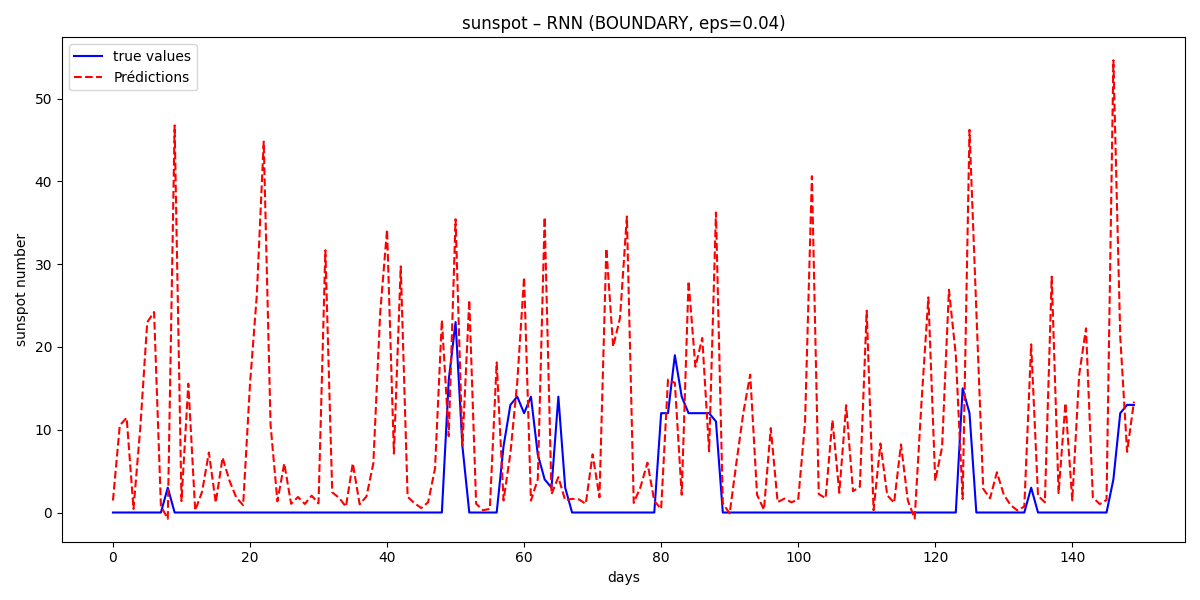 sunspot – RNN (BOUNDARY, eps=0.04)
true values
Prédictions
sunspot number
50
40
30
20
10
0
0 20 40 60 80 100 120 140
days